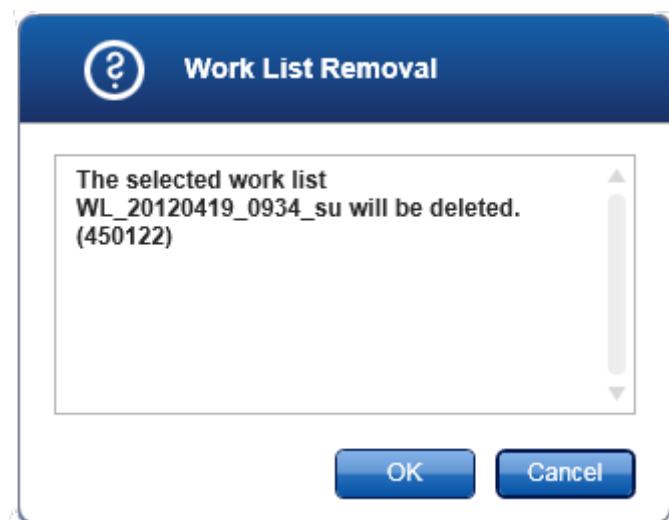 Work List Removal
The selected work list
WL_20120419_0934_su will be deleted.
(450122)
OK
Cancel